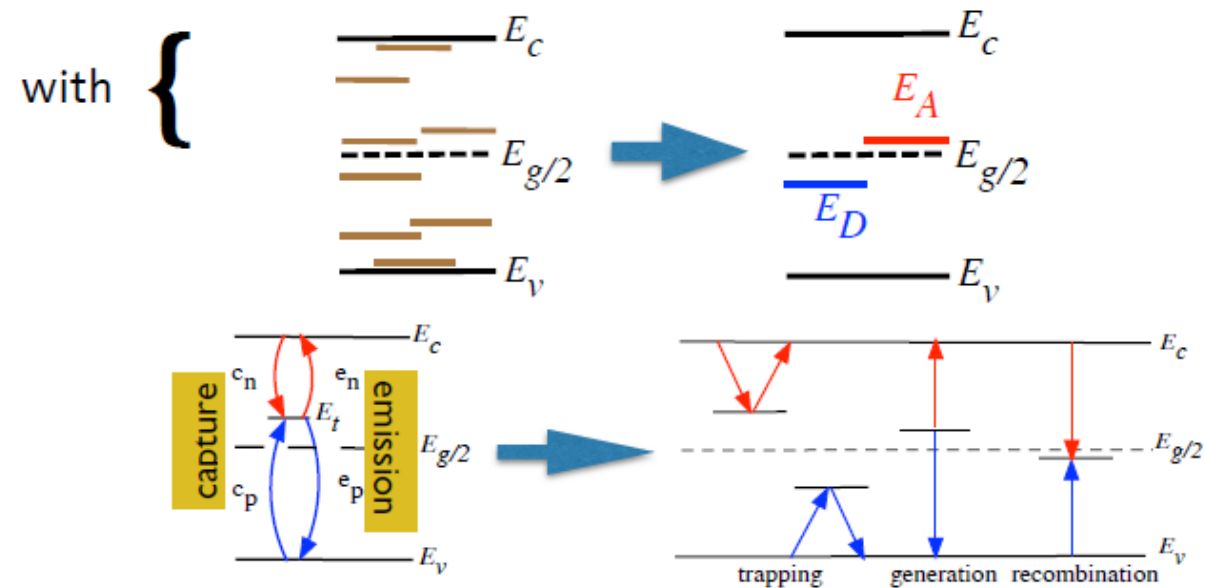 with {
E_c
E_g/2
E_v
E_c
E_A
E_g/2
E_D
E_v
E_c
c_n
e_n
capture
E_t
emission
E_g/2
c_p
e_p
E_v
E_c
E_g/2
E_v
trapping generation recombination